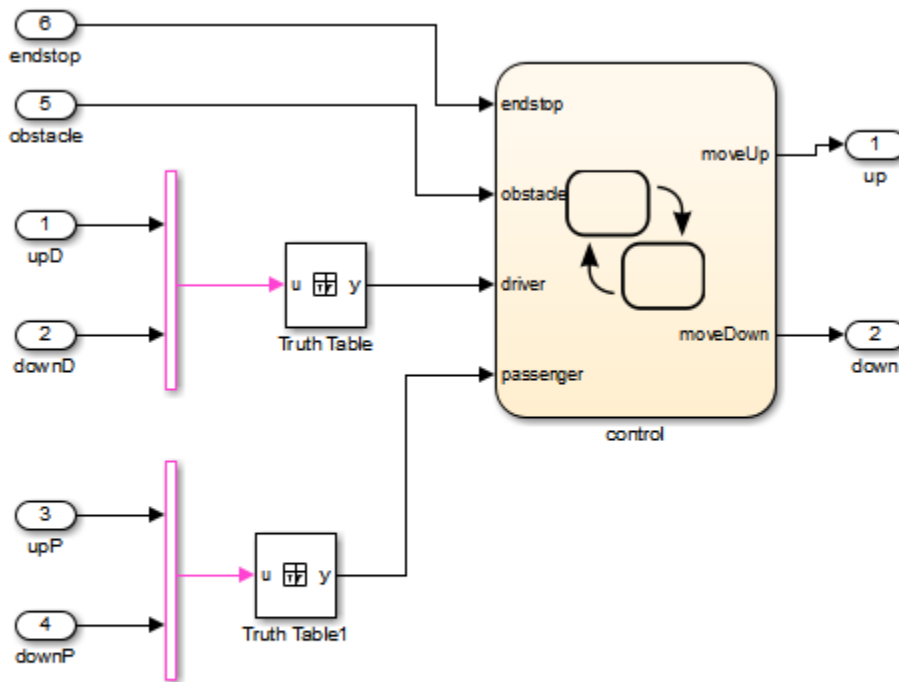 6
endstop
5
obstacle
1
upD
2
downD
u y
Truth Table
3
upP
4
downP
u y
Truth Table1
endstop
obstacle
driver
passenger
moveUp
moveDown
control
1
up
2
down